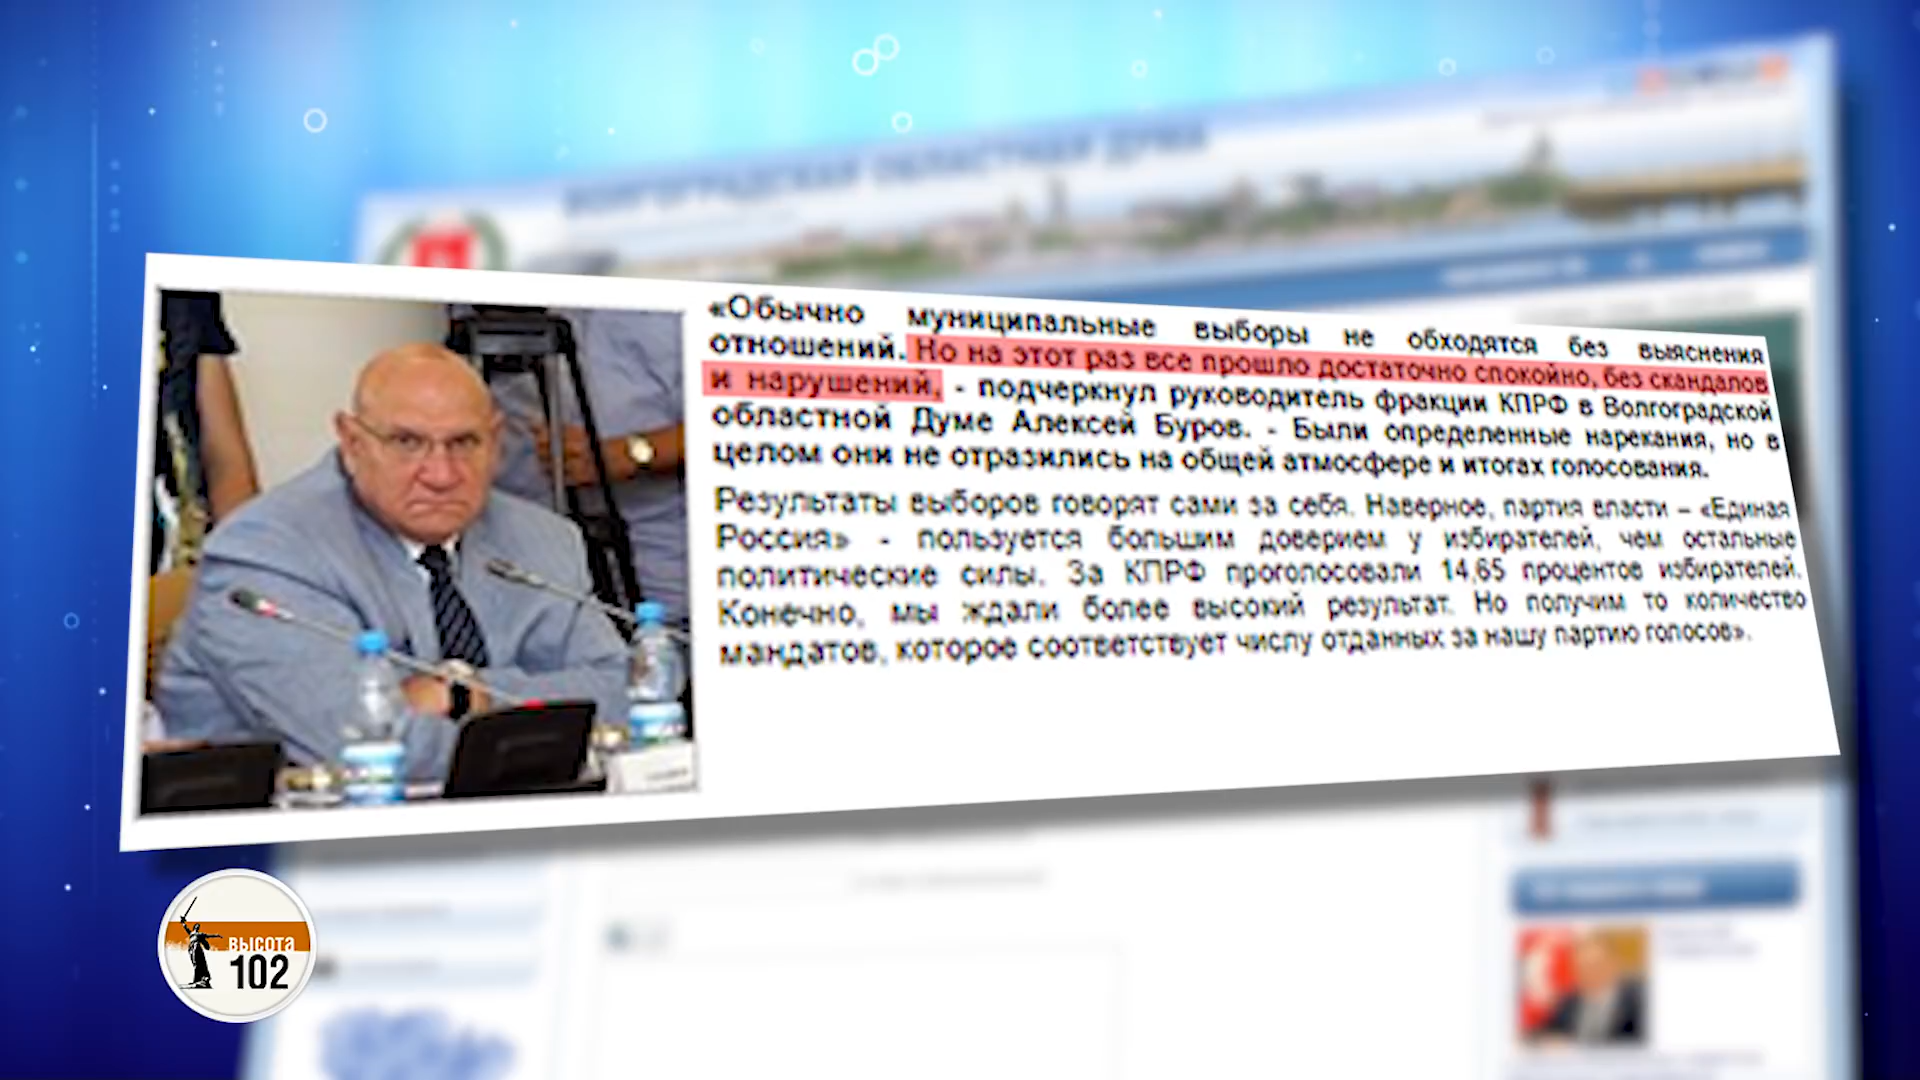 ВОЛГОГРАДСКАЯ ОБЛАСТНАЯ ДУМА
«Обычно муниципальные выборы не обходятся без выяснения
отношений. Но на этот раз все прошло достаточно спокойно, без скандалов
и нарушений, - подчеркнул руководитель фракции КПРФ в Волгоградской
областной Думе Алексей Буров. - Были определенные нарекания, но в
целом они не отразились на общей атмосфере и итогах голосования.
Результаты выборов говорят сами за себя. Наверное, партия власти – «Единая
Россия» - пользуется большим доверием у избирателей, чем остальные
политические силы. За КПРФ проголосовали 14,65 процентов избирателей.
Конечно, мы ждали более высокий результат. Но получим то количество
мандатов, которое соответствует числу отданных за нашу партию голосов».
ВЫСОТА
102